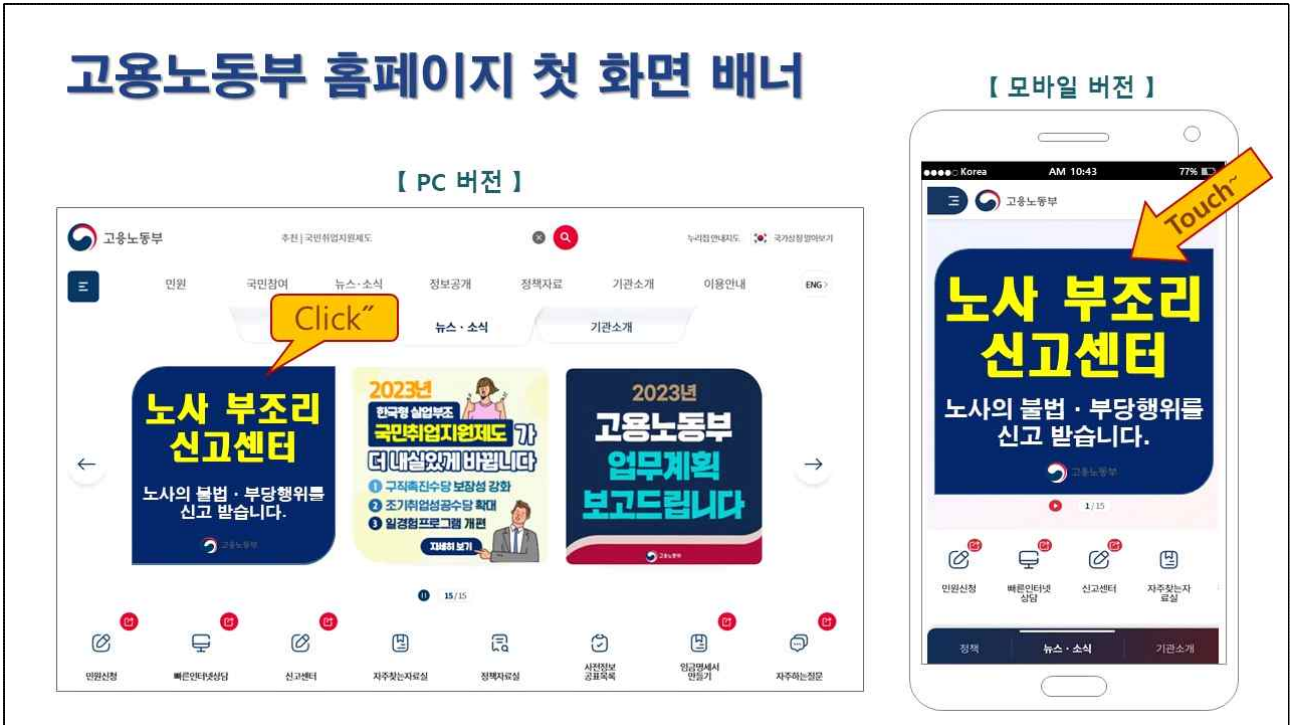 고용노동부 홈페이지 첫 화면 배너
【 PC 버전 】
고용노동부
추천 | 국민취업지원제도
누리집 안내지도
국가상징 알아보기
민원
국민참여
뉴스·소식
정보공개
정책자료
기관소개
이용안내
ENG >
Click"
뉴스 · 소식
기관소개
노사 부조리
신고센터
노사의 불법 · 부당행위를
신고 받습니다.
고용노동부
2023년
한국형 실업부조
국민취업지원제도가
더 내실있게 바뀝니다
1 구직촉진수당 보장성 강화
2 조기취업성공수당 확대
3 일경험프로그램 개편
자세히 보기
2023년
고용노동부
업무계획
보고드립니다
고용노동부
15/15
민원신청
빠른인터넷상담
신고센터
자주찾는자료실
정책자료실
사전정보
공표목록
임금명세서
만들기
자주하는질문
【 모바일 버전 】
Korea
AM 10:43
77%
고용노동부
Touch~
노사 부조리
신고센터
노사의 불법 · 부당행위를
신고 받습니다.
고용노동부
1/15
민원신청
빠른인터넷
상담
신고센터
자주찾는자
료실
정책
뉴스 · 소식
기관소개